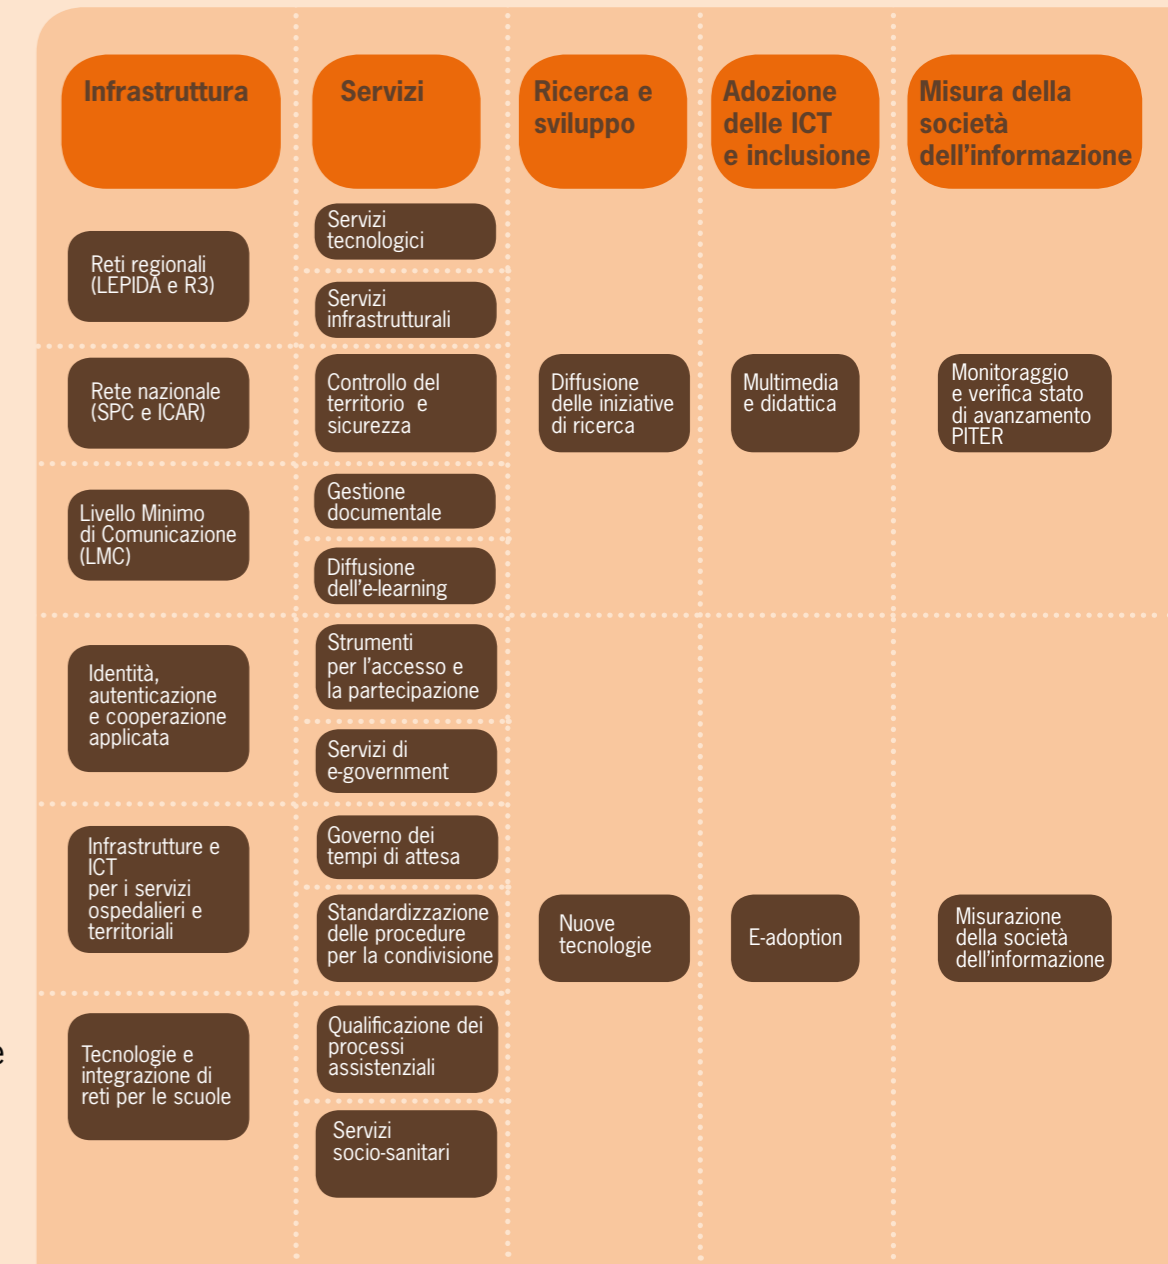 Infrastruttura
Servizi
Ricerca e
sviluppo
Adozione
delle ICT
e inclusione
Misura della
società
dell'informazione
Reti regionali
(LEPIDA e R3)
Rete nazionale
(SPC e ICAR)
Livello Minimo
di Comunicazione
(LMC)
Identità,
autenticazione
e cooperazione
applicata
Infrastrutture e
ICT
per i servizi
ospedalieri e
territoriali
Tecnologie e
integrazione di
reti per le scuole
Servizi
tecnologici
Servizi
infrastrutturali
Controllo del
territorio e
sicurezza
Gestione
documentale
Diffusione
dell'e-learning
Strumenti
per l'accesso e
la partecipazione
Servizi di
e-government
Governo dei
tempi di attesa
Standardizzazione
delle procedure
per la condivisione
Qualificazione dei
processi
assistenziali
Servizi
socio-sanitari
Diffusione
delle iniziative
di ricerca
Nuove
tecnologie
Multimedia
e didattica
E-adoption
Monitoraggio
e verifica stato
di avanzamento
PITER
Misurazione
della società
dell'informazione